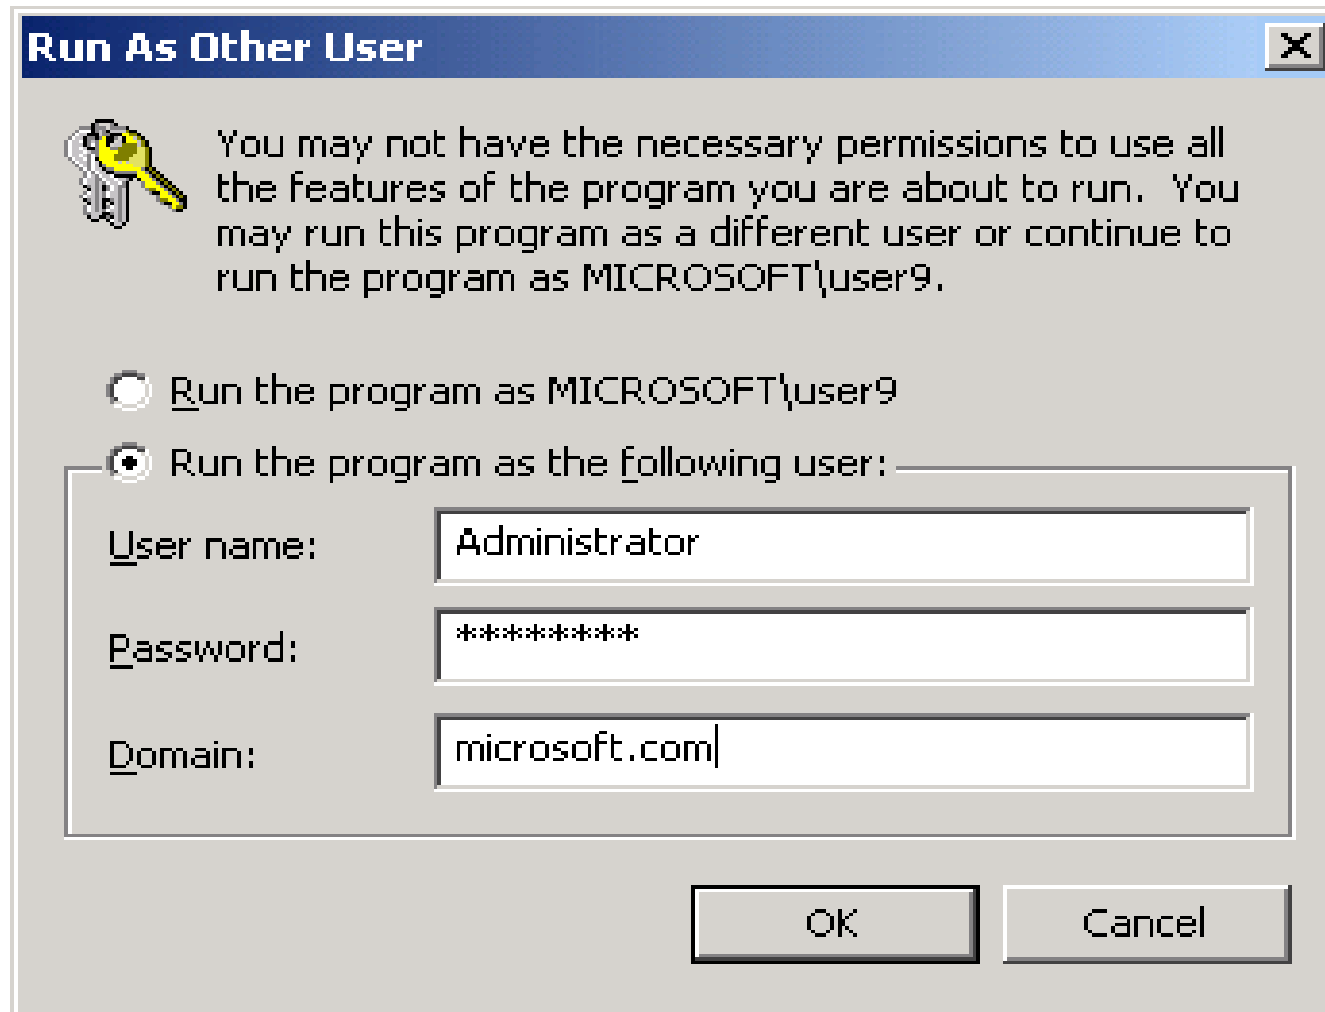 Run As Other User
You may not have the necessary permissions to use all
the features of the program you are about to run.  You
may run this program as a different user or continue to
run the program as MICROSOFT\user9.
Run the program as MICROSOFT\user9
Run the program as the following user:
User name: Administrator
Password: ********
Domain: microsoft.com
OK Cancel